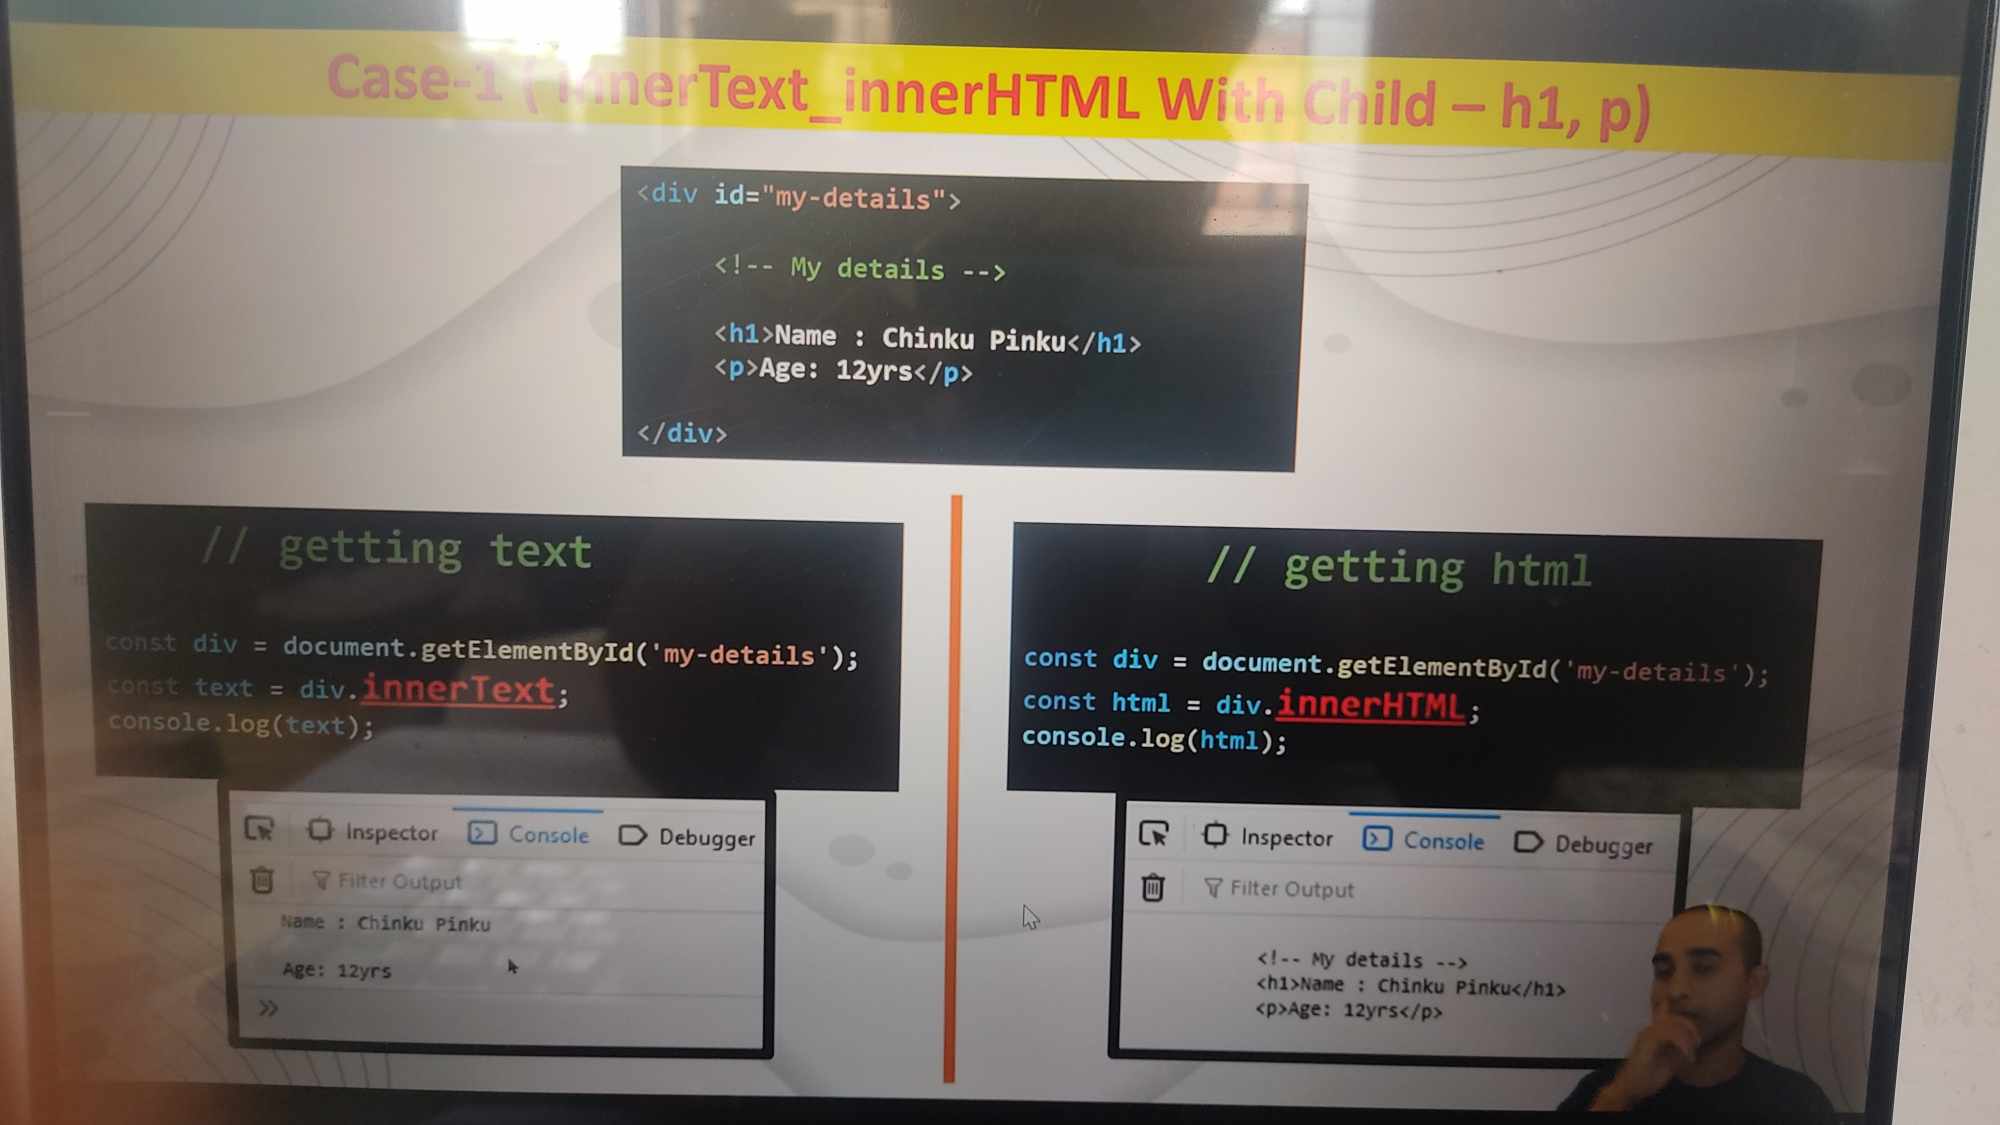 Case-1 ( innerText_innerHTML With Child – h1, p)
<div id="my-details">
<!-- My details -->
<h1>Name : Chinku Pinku</h1>
<p>Age: 12yrs</p>
</div>
// getting text
const div = document.getElementById('my-details');
const text = div.innerText;
console.log(text);
Inspector Console Debugger
Filter Output
Name : Chinku Pinku
Age: 12yrs
>>
// getting html
const div = document.getElementById('my-details');
const html = div.innerHTML;
console.log(html);
Inspector Console Debugger
Filter Output
<!-- My details -->
<h1>Name : Chinku Pinku</h1>
<p>Age: 12yrs</p>